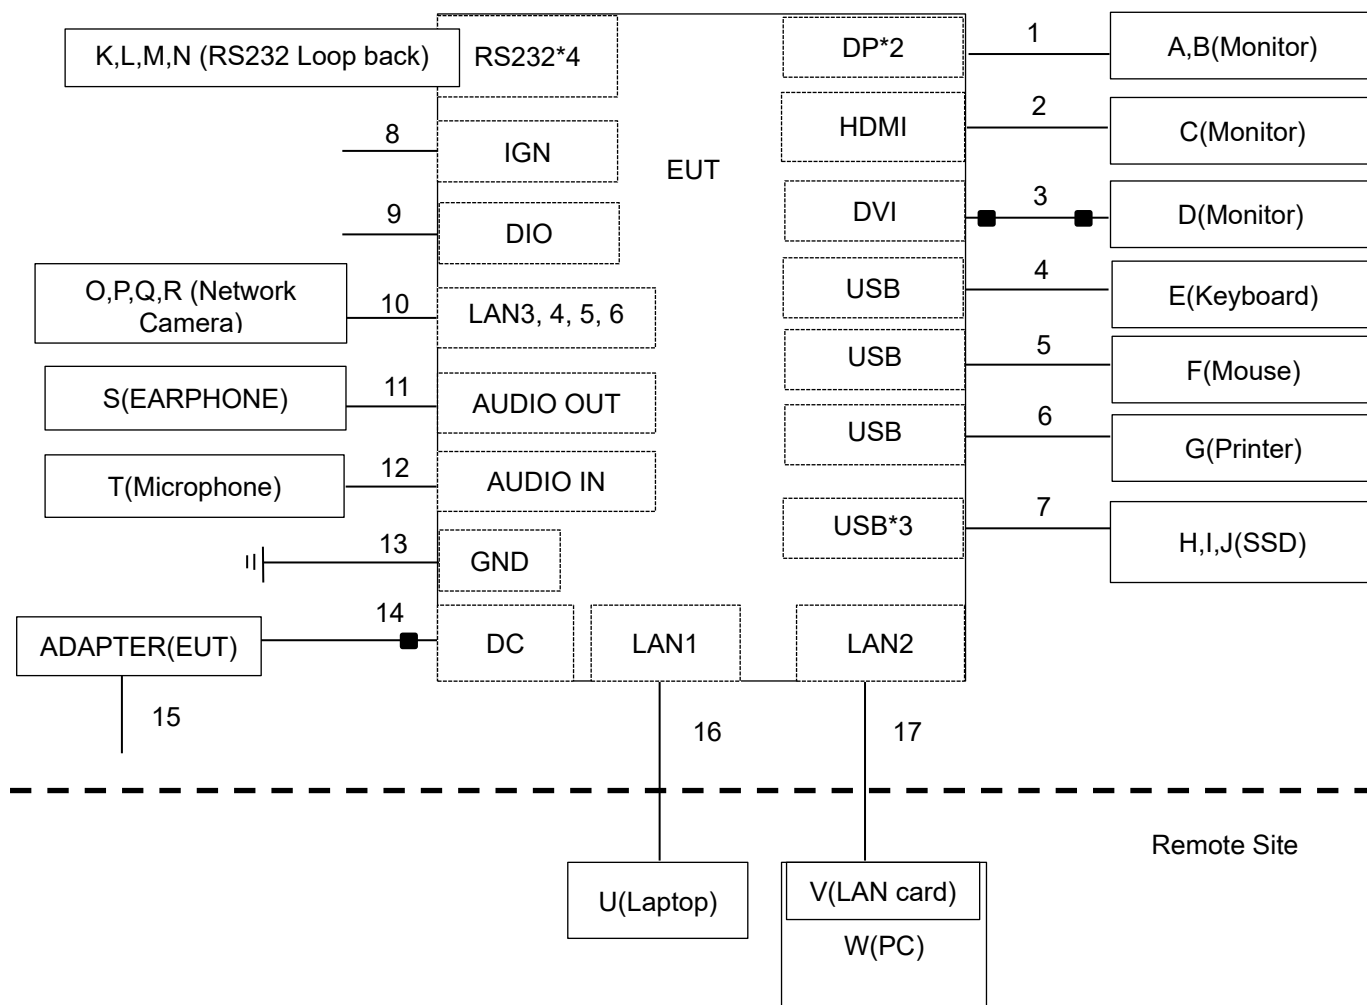 K,L,M,N (RS232 Loop back)
RS232*4
DP*2
1
A,B(Monitor)
8
IGN
EUT
HDMI
2
C(Monitor)
9
DIO
DVI
3
D(Monitor)
O,P,Q,R (Network
Camera)
10
LAN3, 4, 5, 6
USB
4
E(Keyboard)
S(EARPHONE)
11
AUDIO OUT
USB
5
F(Mouse)
T(Microphone)
12
AUDIO IN
USB
6
G(Printer)
13
GND
USB*3
7
H,I,J(SSD)
ADAPTER(EUT)
14
DC
LAN1
LAN2
15
16
17
Remote Site
U(Laptop)
V(LAN card)
W(PC)